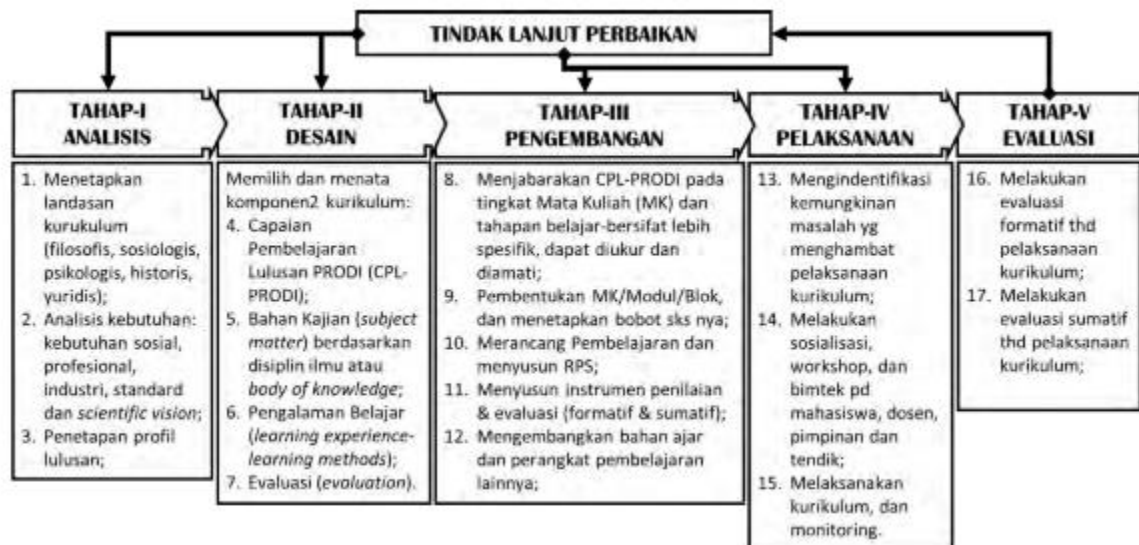 TINDAK LANJUT PERBAIKAN
TAHAP-I
ANALISIS
1. Menetapkan
landasan
kurukulum
(filosofis, sosiologis,
psikologis, historis,
yuridis);
2. Analisis kebutuhan:
kebutuhan sosial,
profesional,
industri, standard
dan scientific vision;
3. Penetapan profil
lulusan;
TAHAP-II
DESAIN
Memilih dan menata
komponen2 kurikulum:
4. Capaian
Pembelajaran
Lulusan PRODI (CPL-
PRODI);
5. Bahan Kajian (subject
matter) berdasarkan
disiplin ilmu atau
body of knowledge;
6. Pengalaman Belajar
(learning experience-
learning methods);
7. Evaluasi (evaluation).
TAHAP-III
PENGEMBANGAN
8. Menjabarakan CPL-PRODI pada
tingkat Mata Kuliah (MK) dan
tahapan belajar-bersifat lebih
spesifik, dapat diukur dan
diamati;
9. Pembentukan MK/Modul/Blok,
dan menetapkan bobot sks nya;
10. Merancang Pembelajaran dan
menyusun RPS;
11. Menyusun instrumen penilaian
& evaluasi (formatif & sumatif);
12. Mengembangkan bahan ajar
dan perangkat pembelajaran
lainnya;
TAHAP-IV
PELAKSANAAN
13. Mengindentifikasi
kemungkinan
masalah yg
menghambat
pelaksanaan
kurikulum;
14. Melakukan
sosialisasi,
workshop, dan
bimtek pd
mahasiswa, dosen,
pimpinan dan
tendik;
15. Melaksanakan
kurikulum, dan
monitoring.
TAHAP-V
EVALUASI
16. Melakukan
evaluasi
formatif thd
pelaksanaan
kurikulum;
17. Melakukan
evaluasi sumatif
thd pelaksanaan
kurikulum;